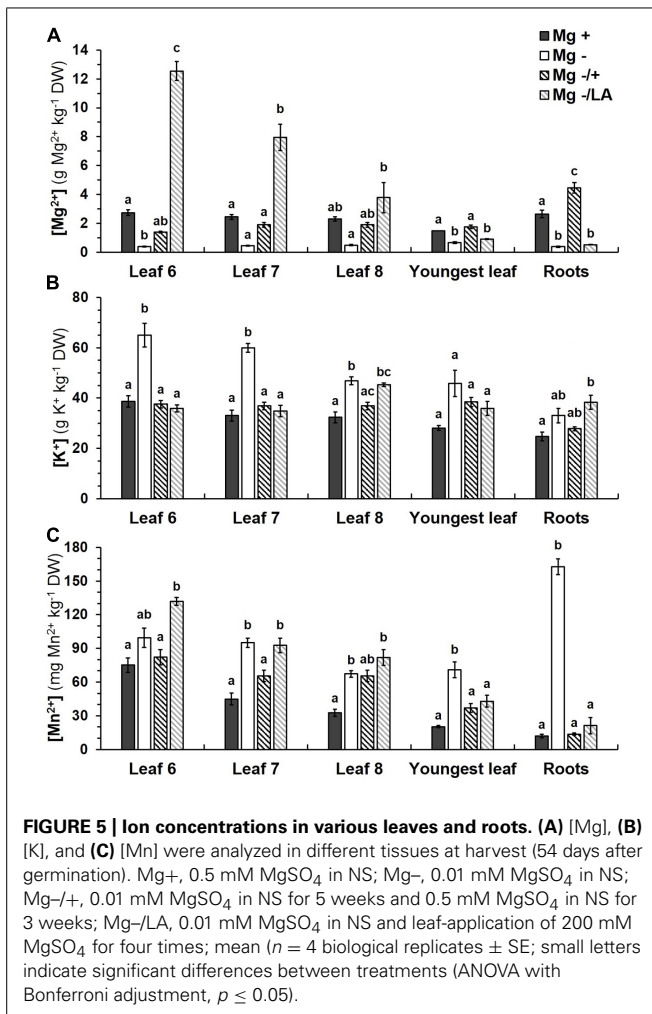 A
Mg +
Mg -
Mg -/+
Mg -/LA
[Mg2+] (g Mg2+ kg-1 DW)
14
12
10
8
6
4
2
0
a b ab c
a a a b
ab a ab b
a b a b
a b c b
Leaf 6 Leaf 7 Leaf 8 Youngest leaf Roots
B
[K+] (g K+ kg-1 DW)
80
60
40
20
0
a b a a
a b a a
a b ac bc
a a a a
a ab ab b
Leaf 6 Leaf 7 Leaf 8 Youngest leaf Roots
C
[Mn2+] (mg Mn2+ kg-1 DW)
180
150
120
90
60
30
0
a ab a b
a b a b
a b ab b
a b a a
a b a a
Leaf 6 Leaf 7 Leaf 8 Youngest leaf Roots
FIGURE 5 | Ion concentrations in various leaves and roots. (A) [Mg], (B)
[K], and (C) [Mn] were analyzed in different tissues at harvest (54 days after
germination). Mg+, 0.5 mM MgSO4 in NS; Mg–, 0.01 mM MgSO4 in NS;
Mg–/+, 0.01 mM MgSO4 in NS for 5 weeks and 0.5 mM MgSO4 in NS for
3 weeks; Mg–/LA, 0.01 mM MgSO4 in NS and leaf-application of 200 mM
MgSO4 for four times; mean (n = 4 biological replicates ± SE; small letters
indicate significant differences between treatments (ANOVA with
Bonferroni adjustment, p ≤ 0.05).